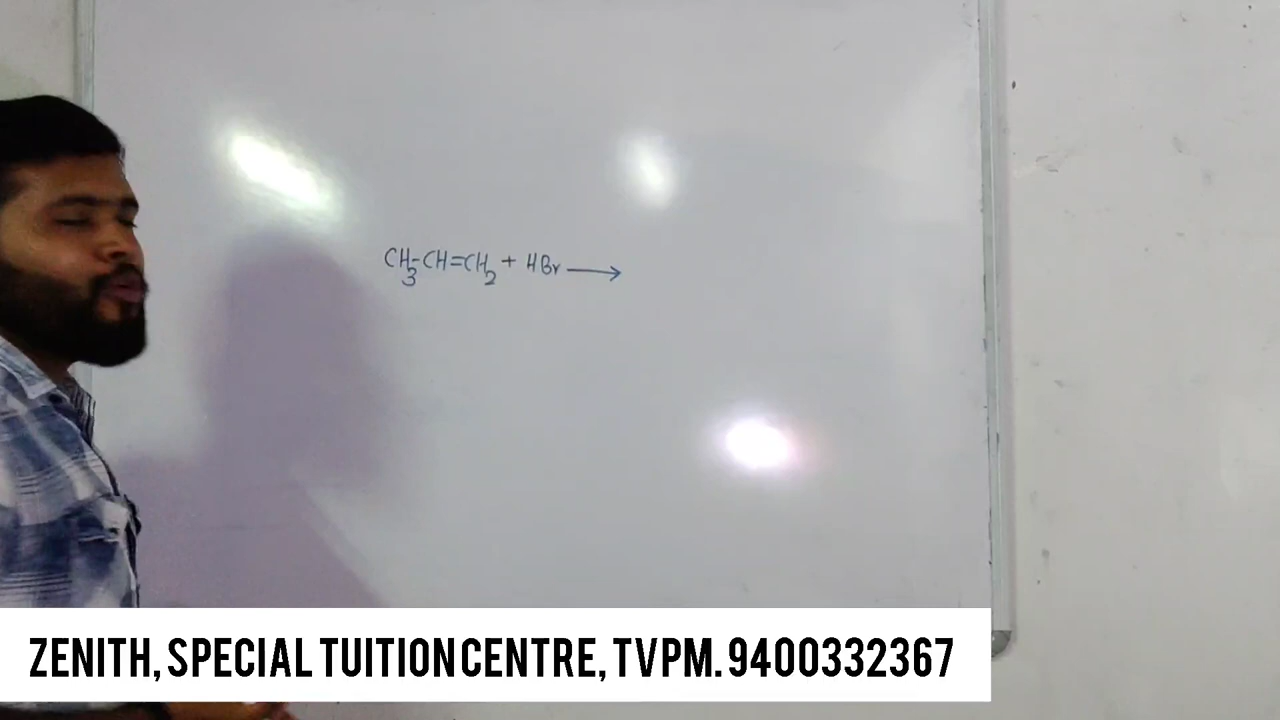 CH₃-CH=CH₂ + HBr ⟶
ZENITH, SPECIAL TUITION CENTRE, TVPM. 9400332367